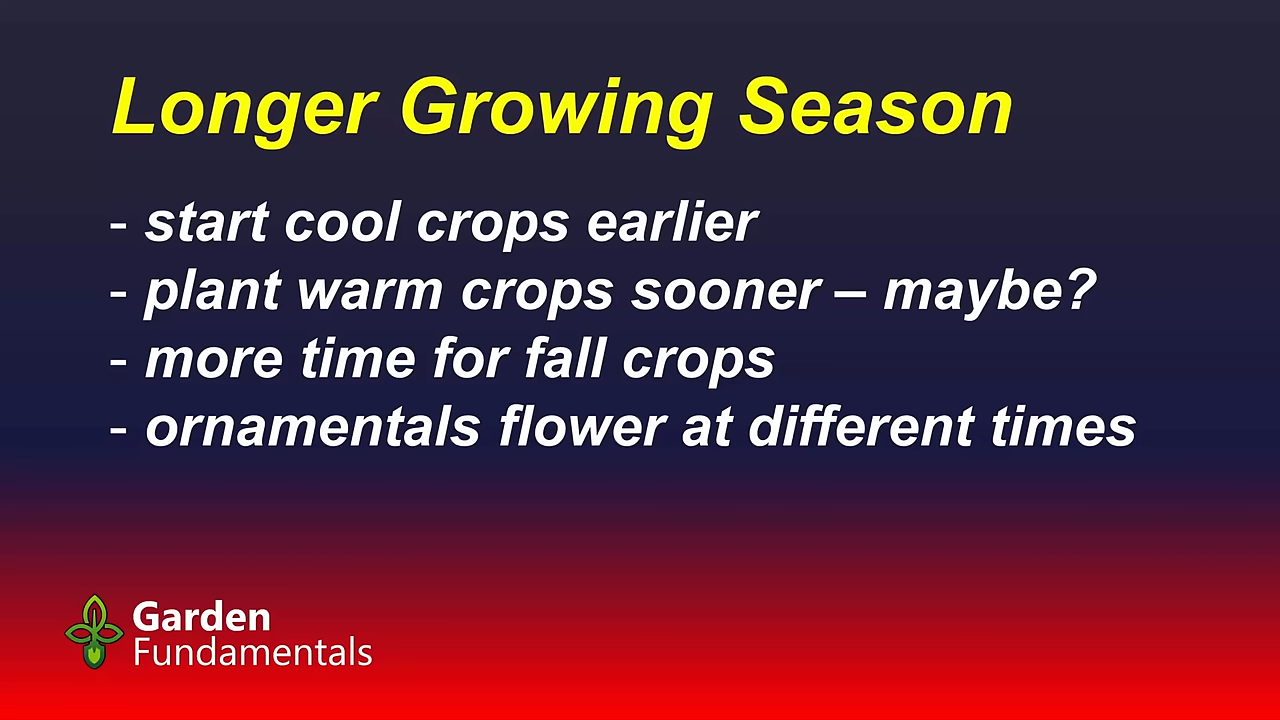 Longer Growing Season
- start cool crops earlier
- plant warm crops sooner – maybe?
- more time for fall crops
- ornamentals flower at different times
Garden
Fundamentals